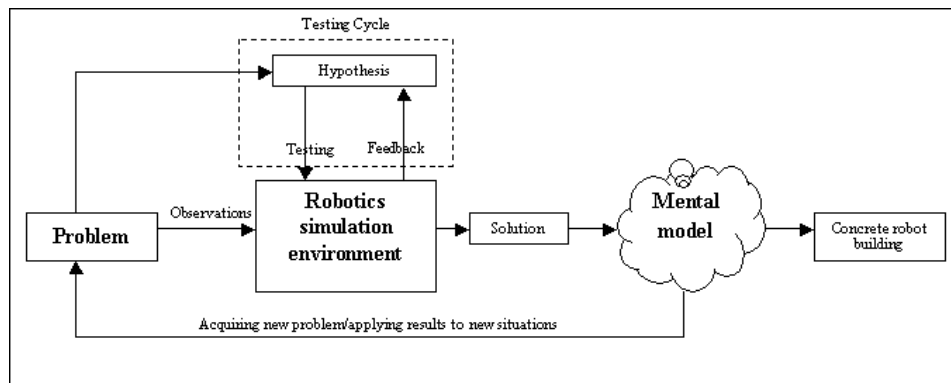 Testing Cycle
Hypothesis
Testing
Feedback
Observations
Problem
Robotics
simulation
environment
Solution
Mental
model
Concrete robot
building
Acquiring new problem/applying results to new situations